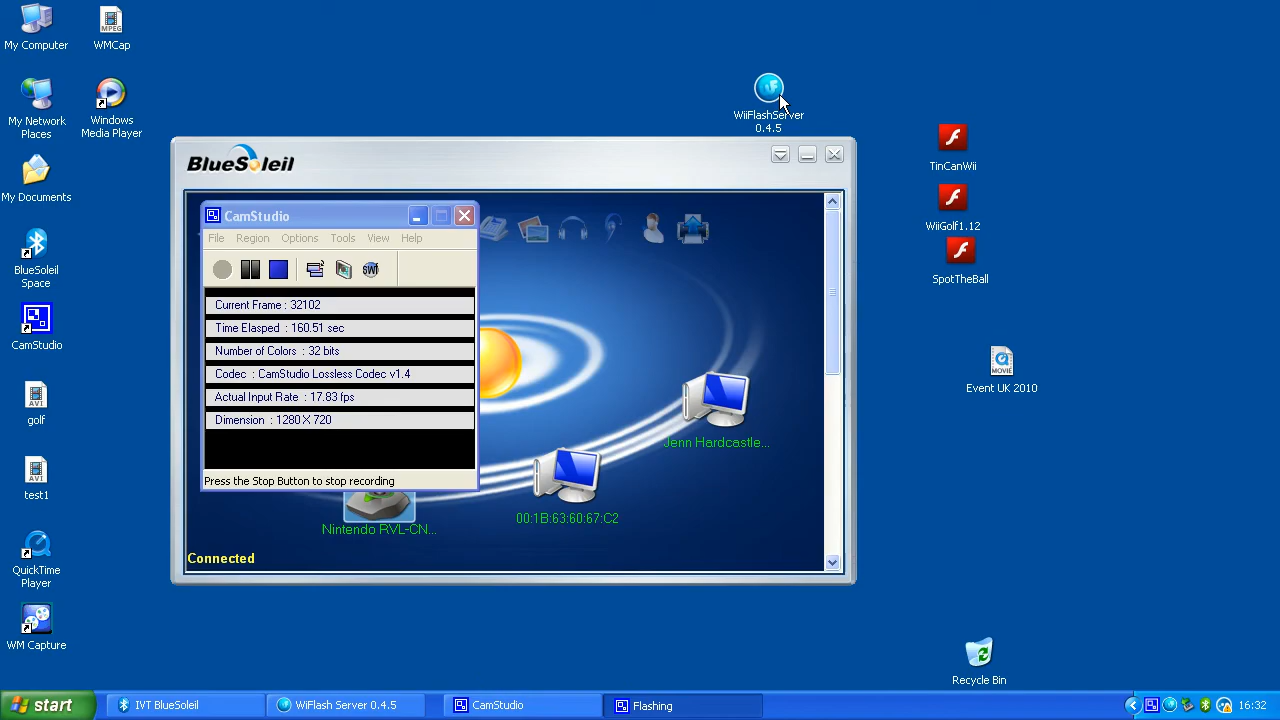 My Computer
WMCap
My Network
Places
Windows
Media Player
My Documents
BlueSoleil
Space
CamStudio
golf
test1
QuickTime
Player
WM Capture
WiiFlashServer
0.4.5
TinCanWii
WiiGolf1.12
SpotTheBall
Event UK 2010
Recycle Bin
BlueSoleil
CamStudio
File Region Options Tools View Help
Current Frame : 32102
Time Elasped : 160.51 sec
Number of Colors : 32 bits
Codec : CamStudio Lossless Codec v1.4
Actual Input Rate : 17.83 fps
Dimension : 1280 X 720
Press the Stop Button to stop recording
Jenn Hardcastle...
00:1B:63:60:67:C2
Nintendo RVL-CN...
Connected
start
IVT BlueSoleil
WiFlash Server 0.4.5
CamStudio
Flashing
16:32